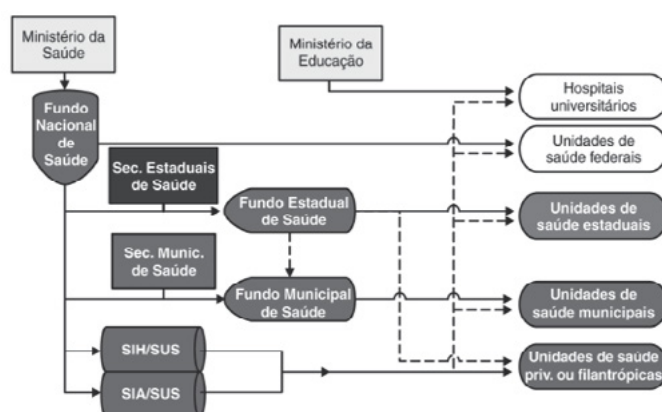 Ministério da
Saúde
Ministério da
Educação
Fundo
Nacional
de
Saúde
Hospitais
universitários
Unidades de
saúde federais
Sec. Estaduais
de Saúde
Fundo Estadual
de Saúde
Unidades de
saúde estaduais
Sec. Munic.
de Saúde
Fundo Municipal
de Saúde
Unidades de
saúde municipais
SIH/SUS
SIA/SUS
Unidades de saúde
priv. ou filantrópicas